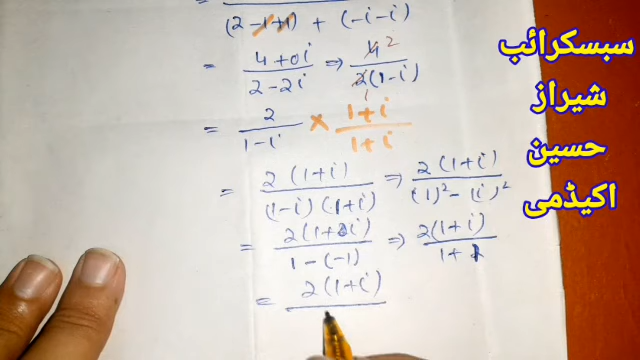 (2-1+1) + (-i-i)
= 4+0i / 2-2i ⇒ 4 2 / 2 1 (1-i)
= 2 / 1-i × 1+i / 1+i
= 2(1+i) / (1-i)(1+i) ⇒ 2(1+i) / (1)² - (i)²
= 2(1+i) / 1-(-1) ⇒ 2(1+i) / 1+1
= 2(1+i)
سبسکرائب
شیراز
حسین
اکیڈمی